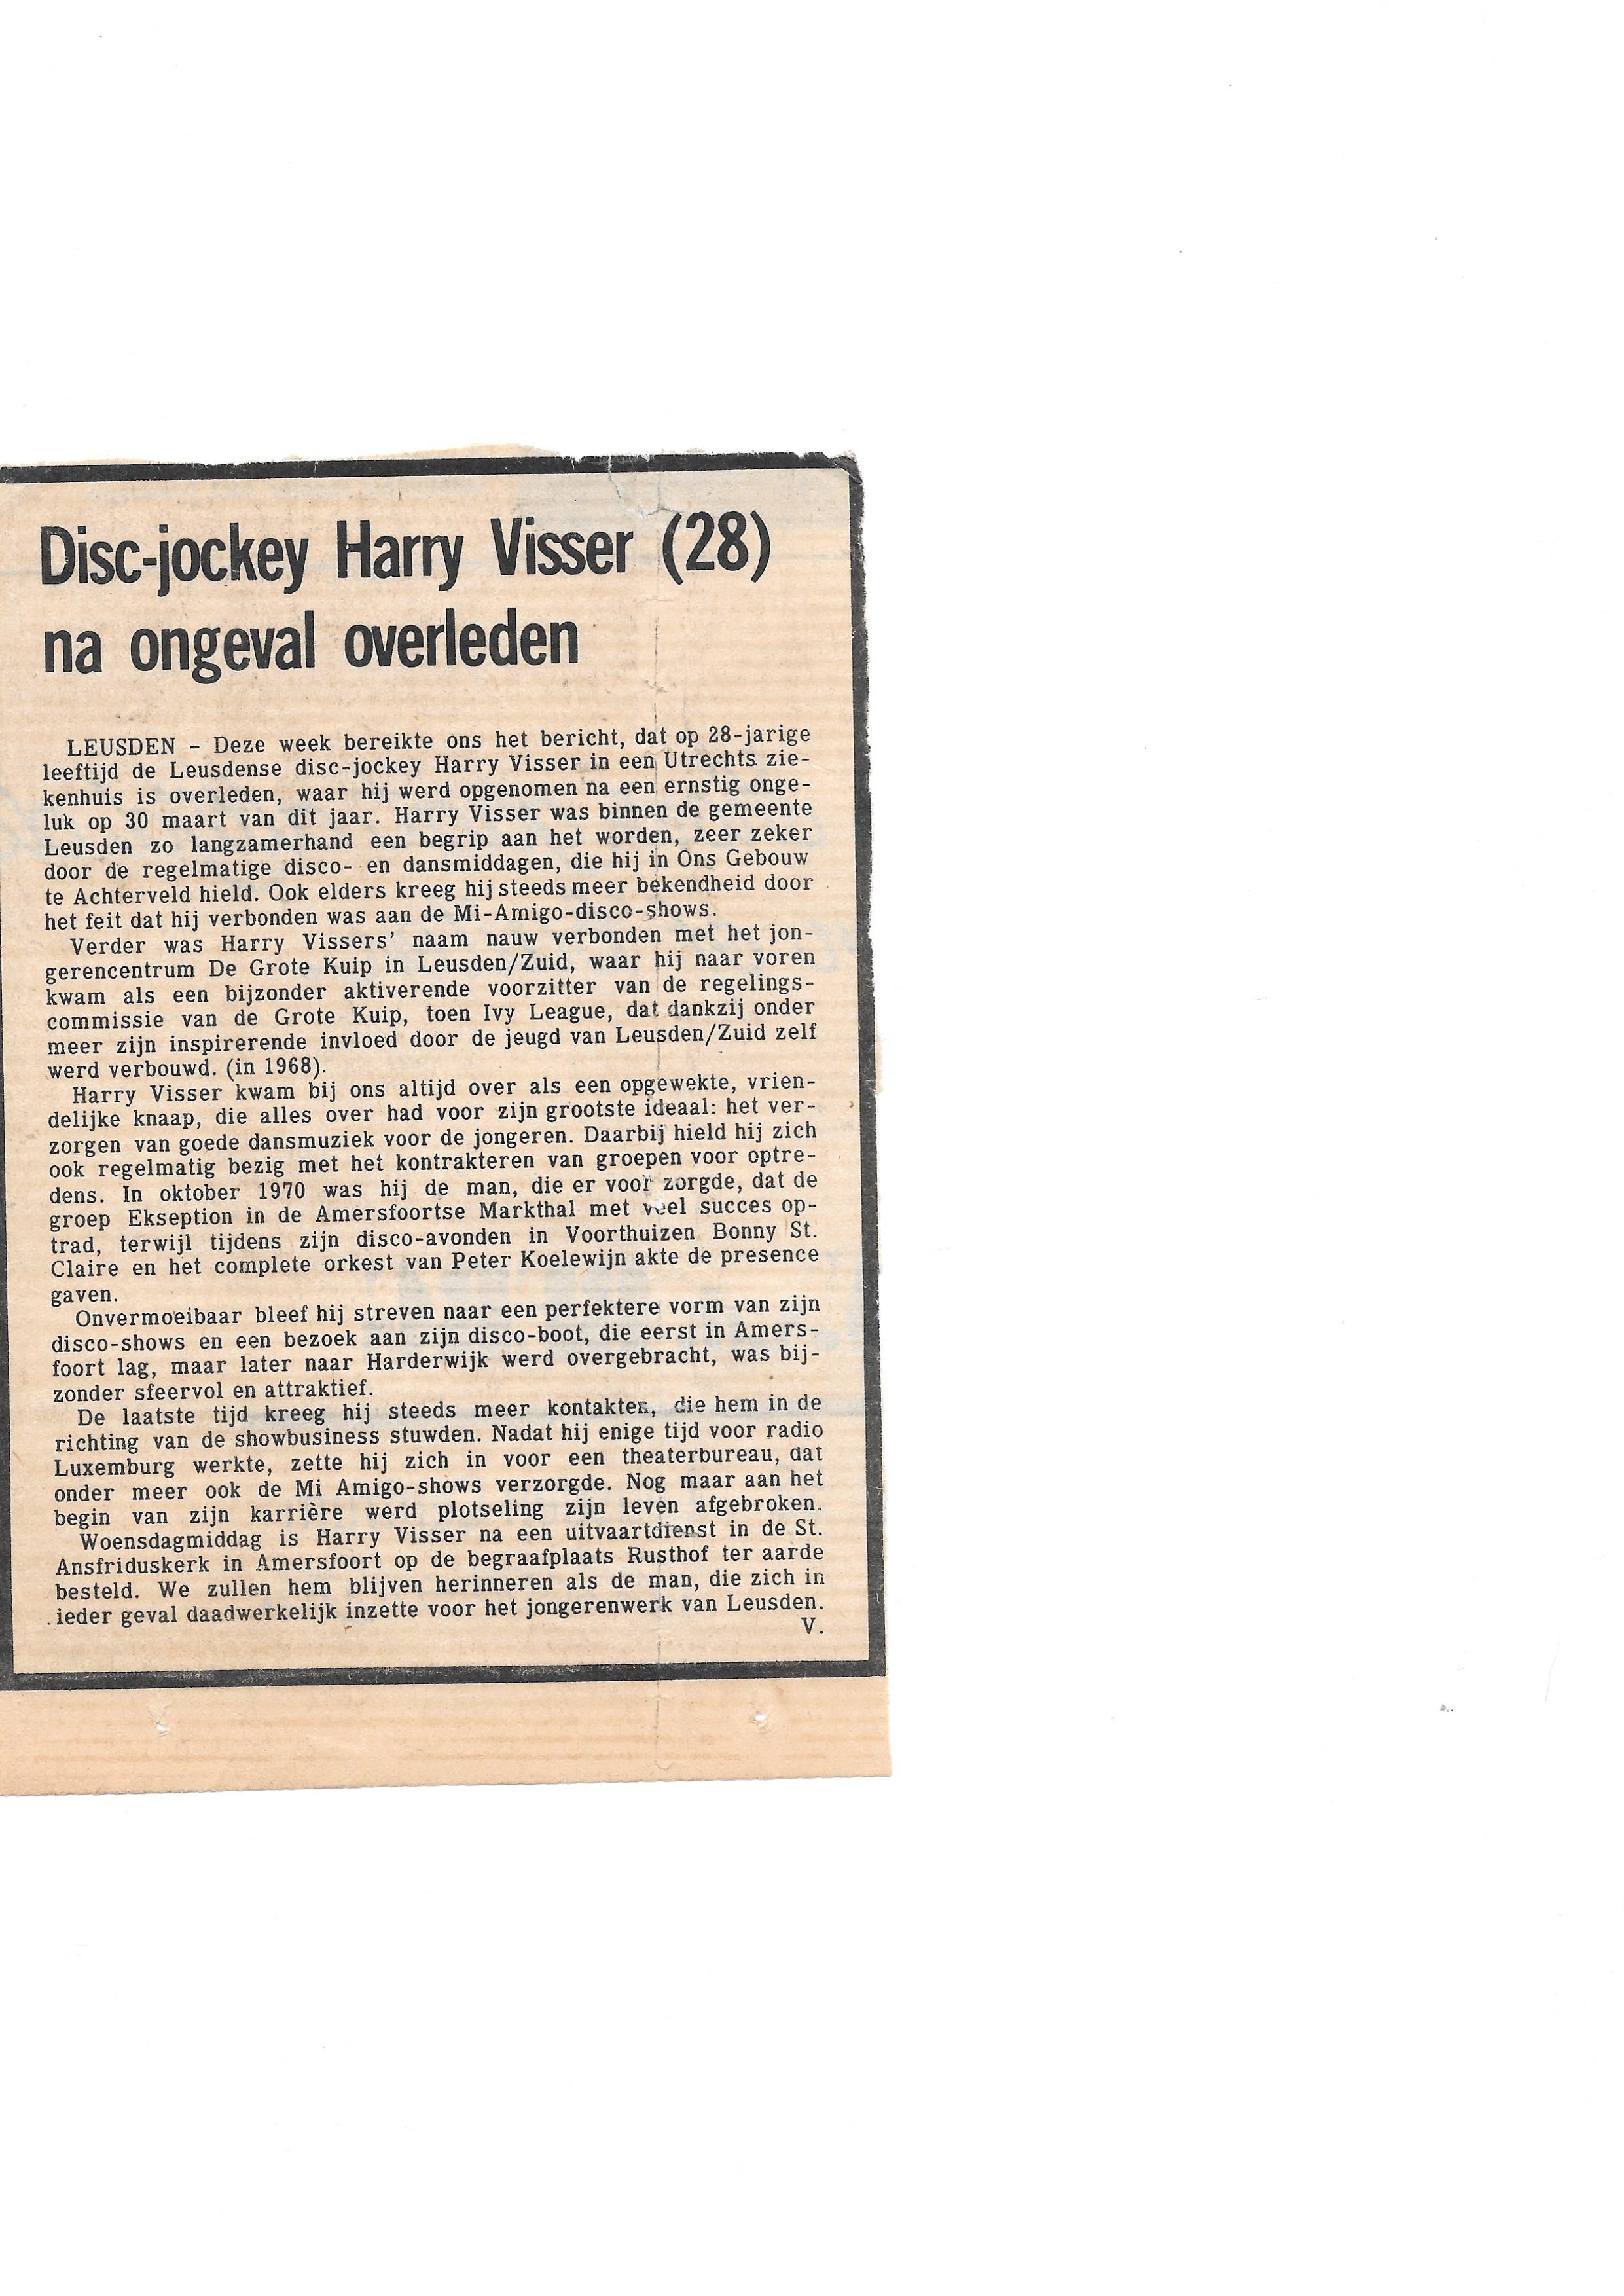 Disc-jockey Harry Visser (28)
na ongeval overleden
LEUSDEN – Deze week bereikte ons het bericht, dat op 28-jarige
leeftijd de Leusdense disc-jockey Harry Visser in een Utrechts zie-
kenhuis is overleden, waar hij werd opgenomen na een ernstig onge-
luk op 30 maart van dit jaar. Harry Visser was binnen de gemeente
Leusden zo langzamerhand een begrip aan het worden, zeer zeker
door de regelmatige disco- en dansmiddagen, die hij in Ons Gebouw
te Achterveld hield. Ook elders kreeg hij steeds meer bekendheid door
het feit dat hij verbonden was aan de Mi-Amigo-disco-shows.
Verder was Harry Vissers’ naam nauw verbonden met het jon-
gerencentrum De Grote Kuip in Leusden/Zuid, waar hij naar voren
kwam als een bijzonder aktiverende voorzitter van de regelings-
commissie van de Grote Kuip, toen Ivy League, dat dankzij onder
meer zijn inspirerende invloed door de jeugd van Leusden/Zuid zelf
werd verbouwd. (in 1968).
Harry Visser kwam bij ons altijd over als een opgewekte, vrien-
delijke knaap, die alles over had voor zijn grootste ideaal: het ver-
zorgen van goede dansmuziek voor de jongeren. Daarbij hield hij zich
ook regelmatig bezig met het kontrakteren van groepen voor optre-
dens. In oktober 1970 was hij de man, die er voor zorgde, dat de
groep Ekseption in de Amersfoortse Markthal met veel succes op-
trad, terwijl tijdens zijn disco-avonden in Voorthuizen Bonny St.
Claire en het complete orkest van Peter Koelewijn akte de presence
gaven.
Onvermoeibaar bleef hij streven naar een perfektere vorm van zijn
disco-shows en een bezoek aan zijn disco-boot, die eerst in Amers-
foort lag, maar later naar Harderwijk werd overgebracht, was bij-
zonder sfeervol en attraktief.
De laatste tijd kreeg hij steeds meer kontakten, die hem in de
richting van de showbusiness stuwden. Nadat hij enige tijd voor radio
Luxemburg werkte, zette hij zich in voor een theaterbureau, dat
onder meer ook de Mi Amigo-shows verzorgde. Nog maar aan het
begin van zijn karrière werd plotseling zijn leven afgebroken.
Woensdagmiddag is Harry Visser na een uitvaartdienst in de St.
Ansfriduskerk in Amersfoort op de begraafplaats Rusthof ter aarde
besteld. We zullen hem blijven herinneren als de man, die zich in
ieder geval daadwerkelijk inzette voor het jongerenwerk van Leusden.
V.